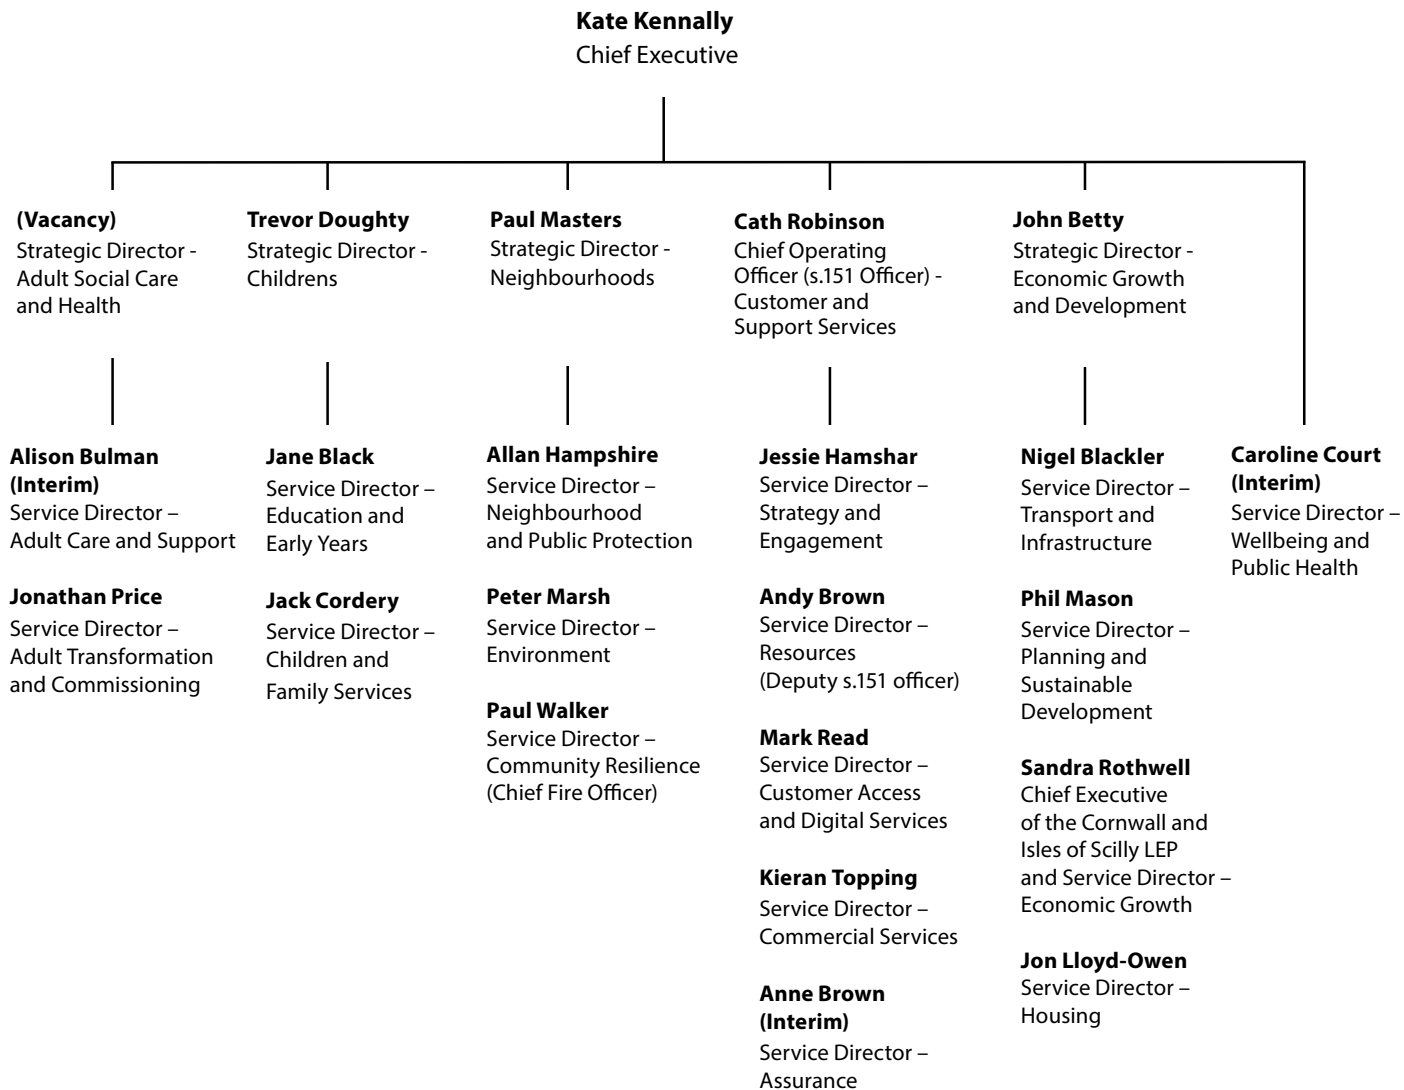 Kate Kennally
Chief Executive
(Vacancy)
Strategic Director -
Adult Social Care
and Health
Trevor Doughty
Strategic Director -
Childrens
Paul Masters
Strategic Director -
Neighbourhoods
Cath Robinson
Chief Operating
Officer (s.151 Officer) -
Customer and
Support Services
John Betty
Strategic Director -
Economic Growth
and Development
Alison Bulman
(Interim)
Service Director –
Adult Care and Support
Jonathan Price
Service Director –
Adult Transformation
and Commissioning
Jane Black
Service Director –
Education and
Early Years
Jack Cordery
Service Director –
Children and
Family Services
Allan Hampshire
Service Director –
Neighbourhood
and Public Protection
Peter Marsh
Service Director –
Environment
Paul Walker
Service Director –
Community Resilience
(Chief Fire Officer)
Jessie Hamshar
Service Director –
Strategy and
Engagement
Andy Brown
Service Director –
Resources
(Deputy s.151 officer)
Mark Read
Service Director –
Customer Access
and Digital Services
Kieran Topping
Service Director –
Commercial Services
Anne Brown
(Interim)
Service Director –
Assurance
Nigel Blackler
Service Director –
Transport and
Infrastructure
Phil Mason
Service Director –
Planning and
Sustainable
Development
Sandra Rothwell
Chief Executive
of the Cornwall and
Isles of Scilly LEP
and Service Director –
Economic Growth
Jon Lloyd-Owen
Service Director –
Housing
Caroline Court
(Interim)
Service Director –
Wellbeing and
Public Health